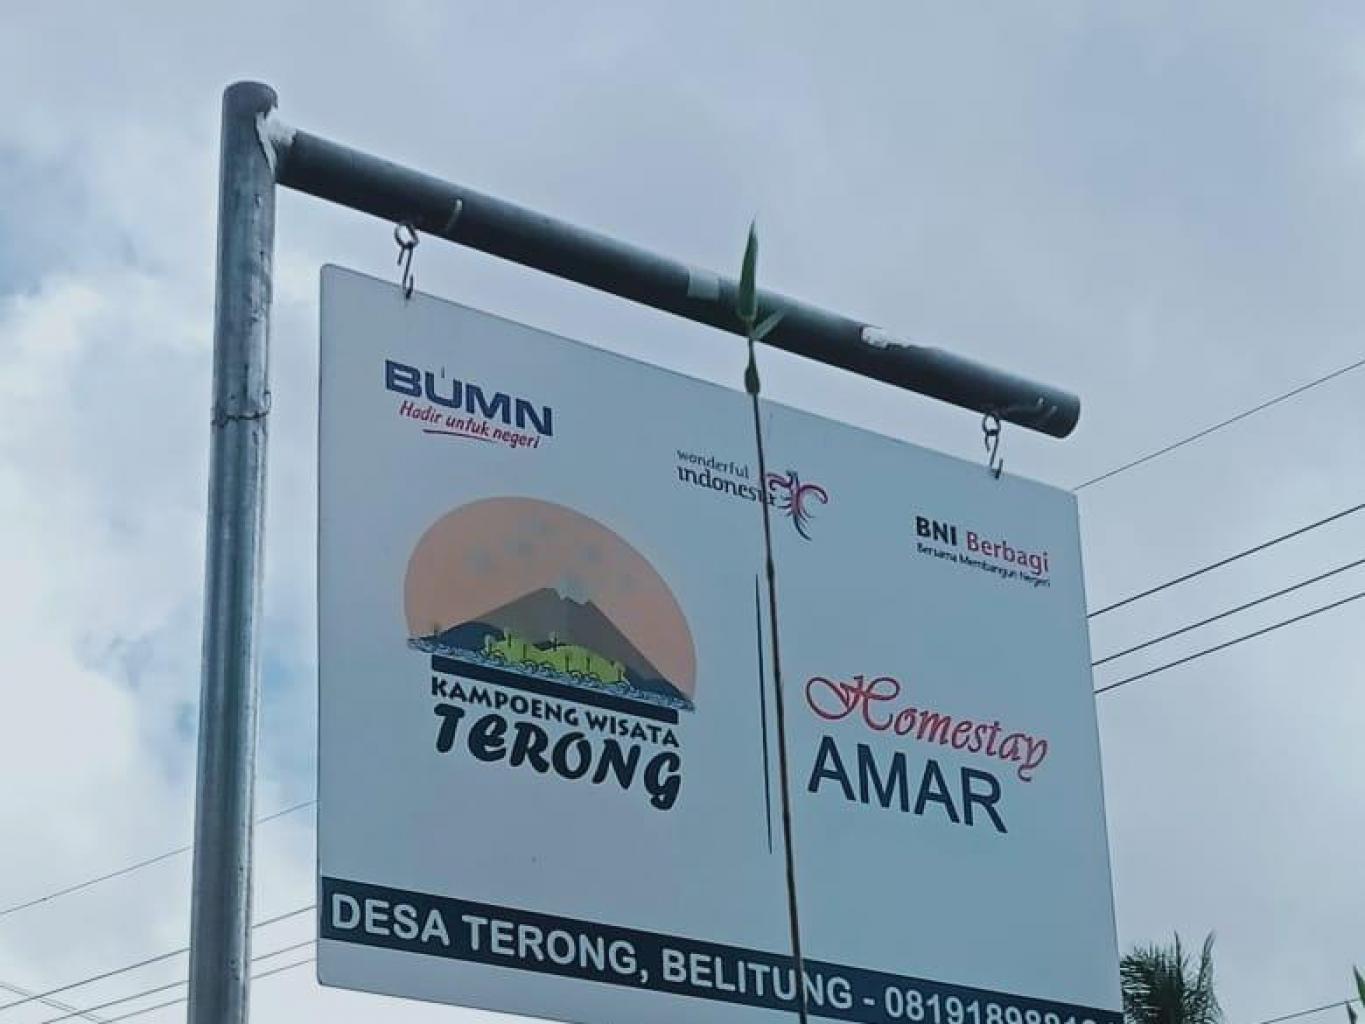 BUMN
Hadir untuk negeri
wonderful
indonesia
BNI Berbagi
Bersama Membangun Negeri
KAMPOENG WISATA
TERONG
Homestay
AMAR
DESA TERONG, BELITUNG -